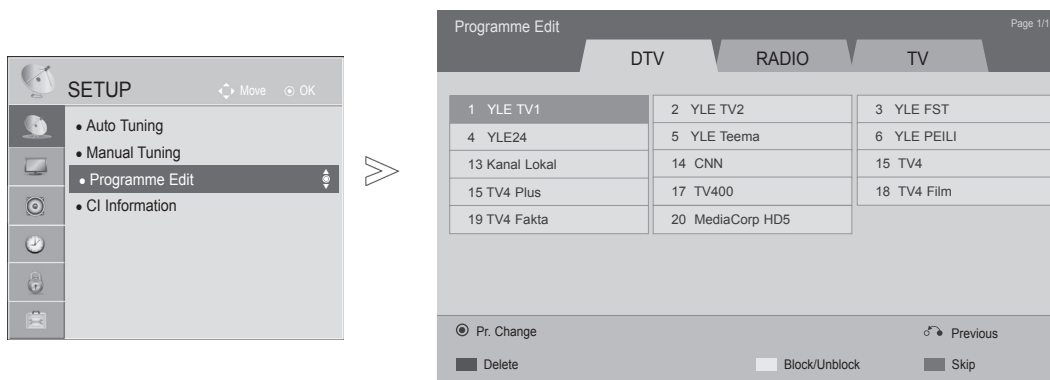 SETUP Move OK
Auto Tuning
Manual Tuning
Programme Edit
CI Information
Programme Edit Page 1/1
DTV RADIO TV
1 YLE TV1 2 YLE TV2 3 YLE FST
4 YLE24 5 YLE Teema 6 YLE PEILI
13 Kanal Lokal 14 CNN 15 TV4
15 TV4 Plus 17 TV400 18 TV4 Film
19 TV4 Fakta 20 MediaCorp HD5
Pr. Change Previous
Delete Block/Unblock Skip